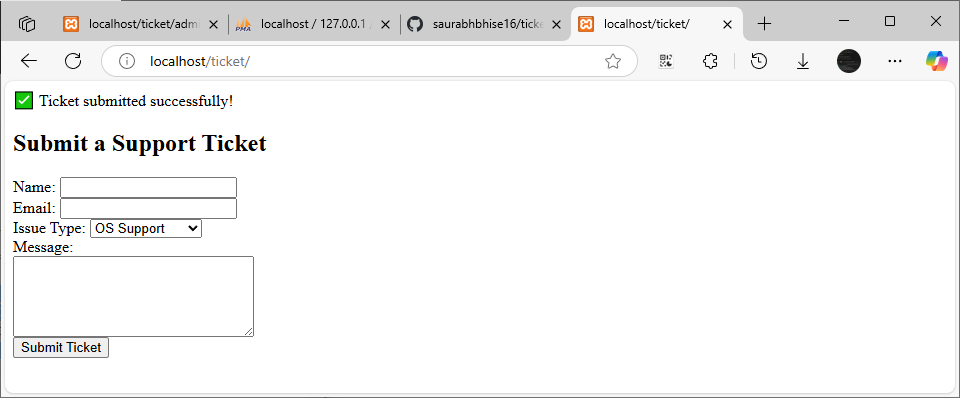 localhost/ticket/adm
localhost / 127.0.0.1
saurabhbhise16/ticke
localhost/ticket/
localhost/ticket/
Ticket submitted successfully!
Submit a Support Ticket
Name:
Email:
Issue Type: OS Support
Message:
Submit Ticket